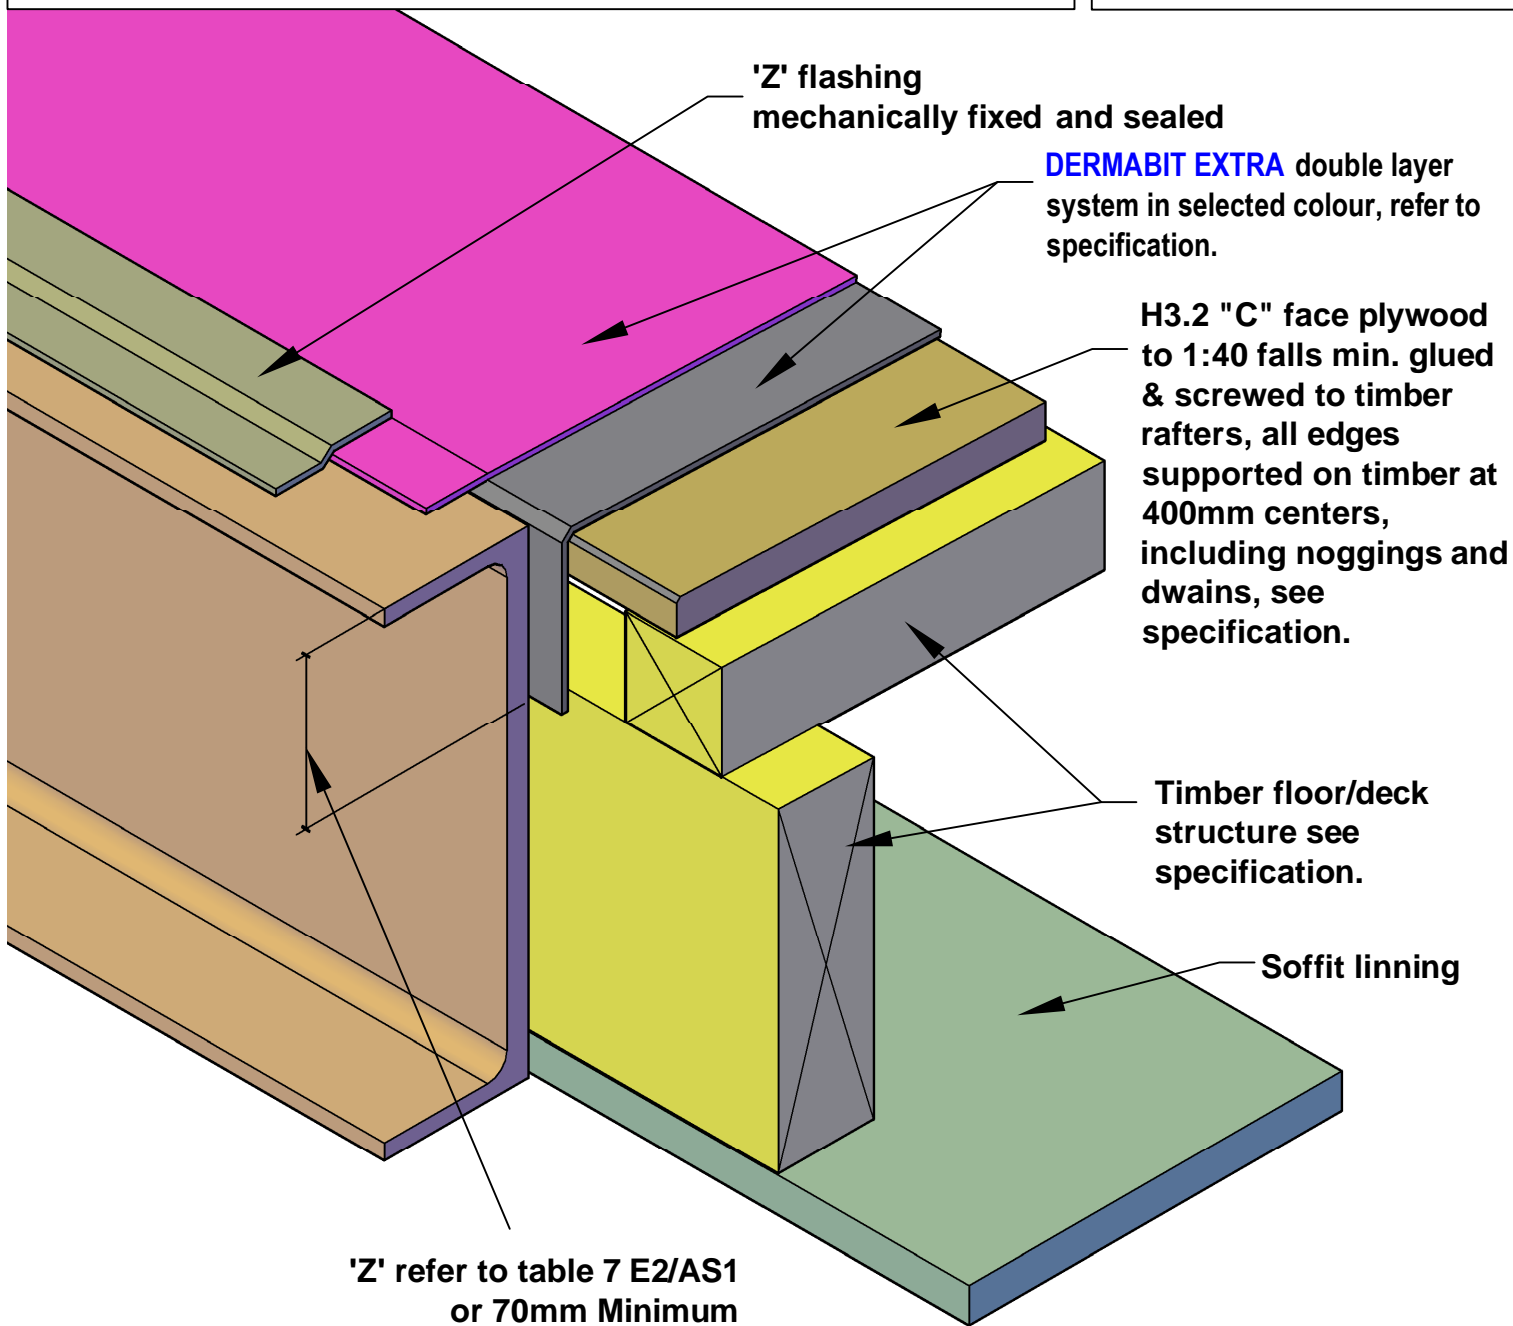 'Z' flashing
mechanically fixed and sealed
DERMABIT EXTRA double layer
system in selected colour, refer to
specification.
H3.2 "C" face plywood
to 1:40 falls min. glued
& screwed to timber
rafters, all edges
supported on timber at
400mm centers,
including noggings and
dwains, see
specification.
Timber floor/deck
structure see
specification.
Soffit linning
'Z' refer to table 7 E2/AS1
or 70mm Minimum